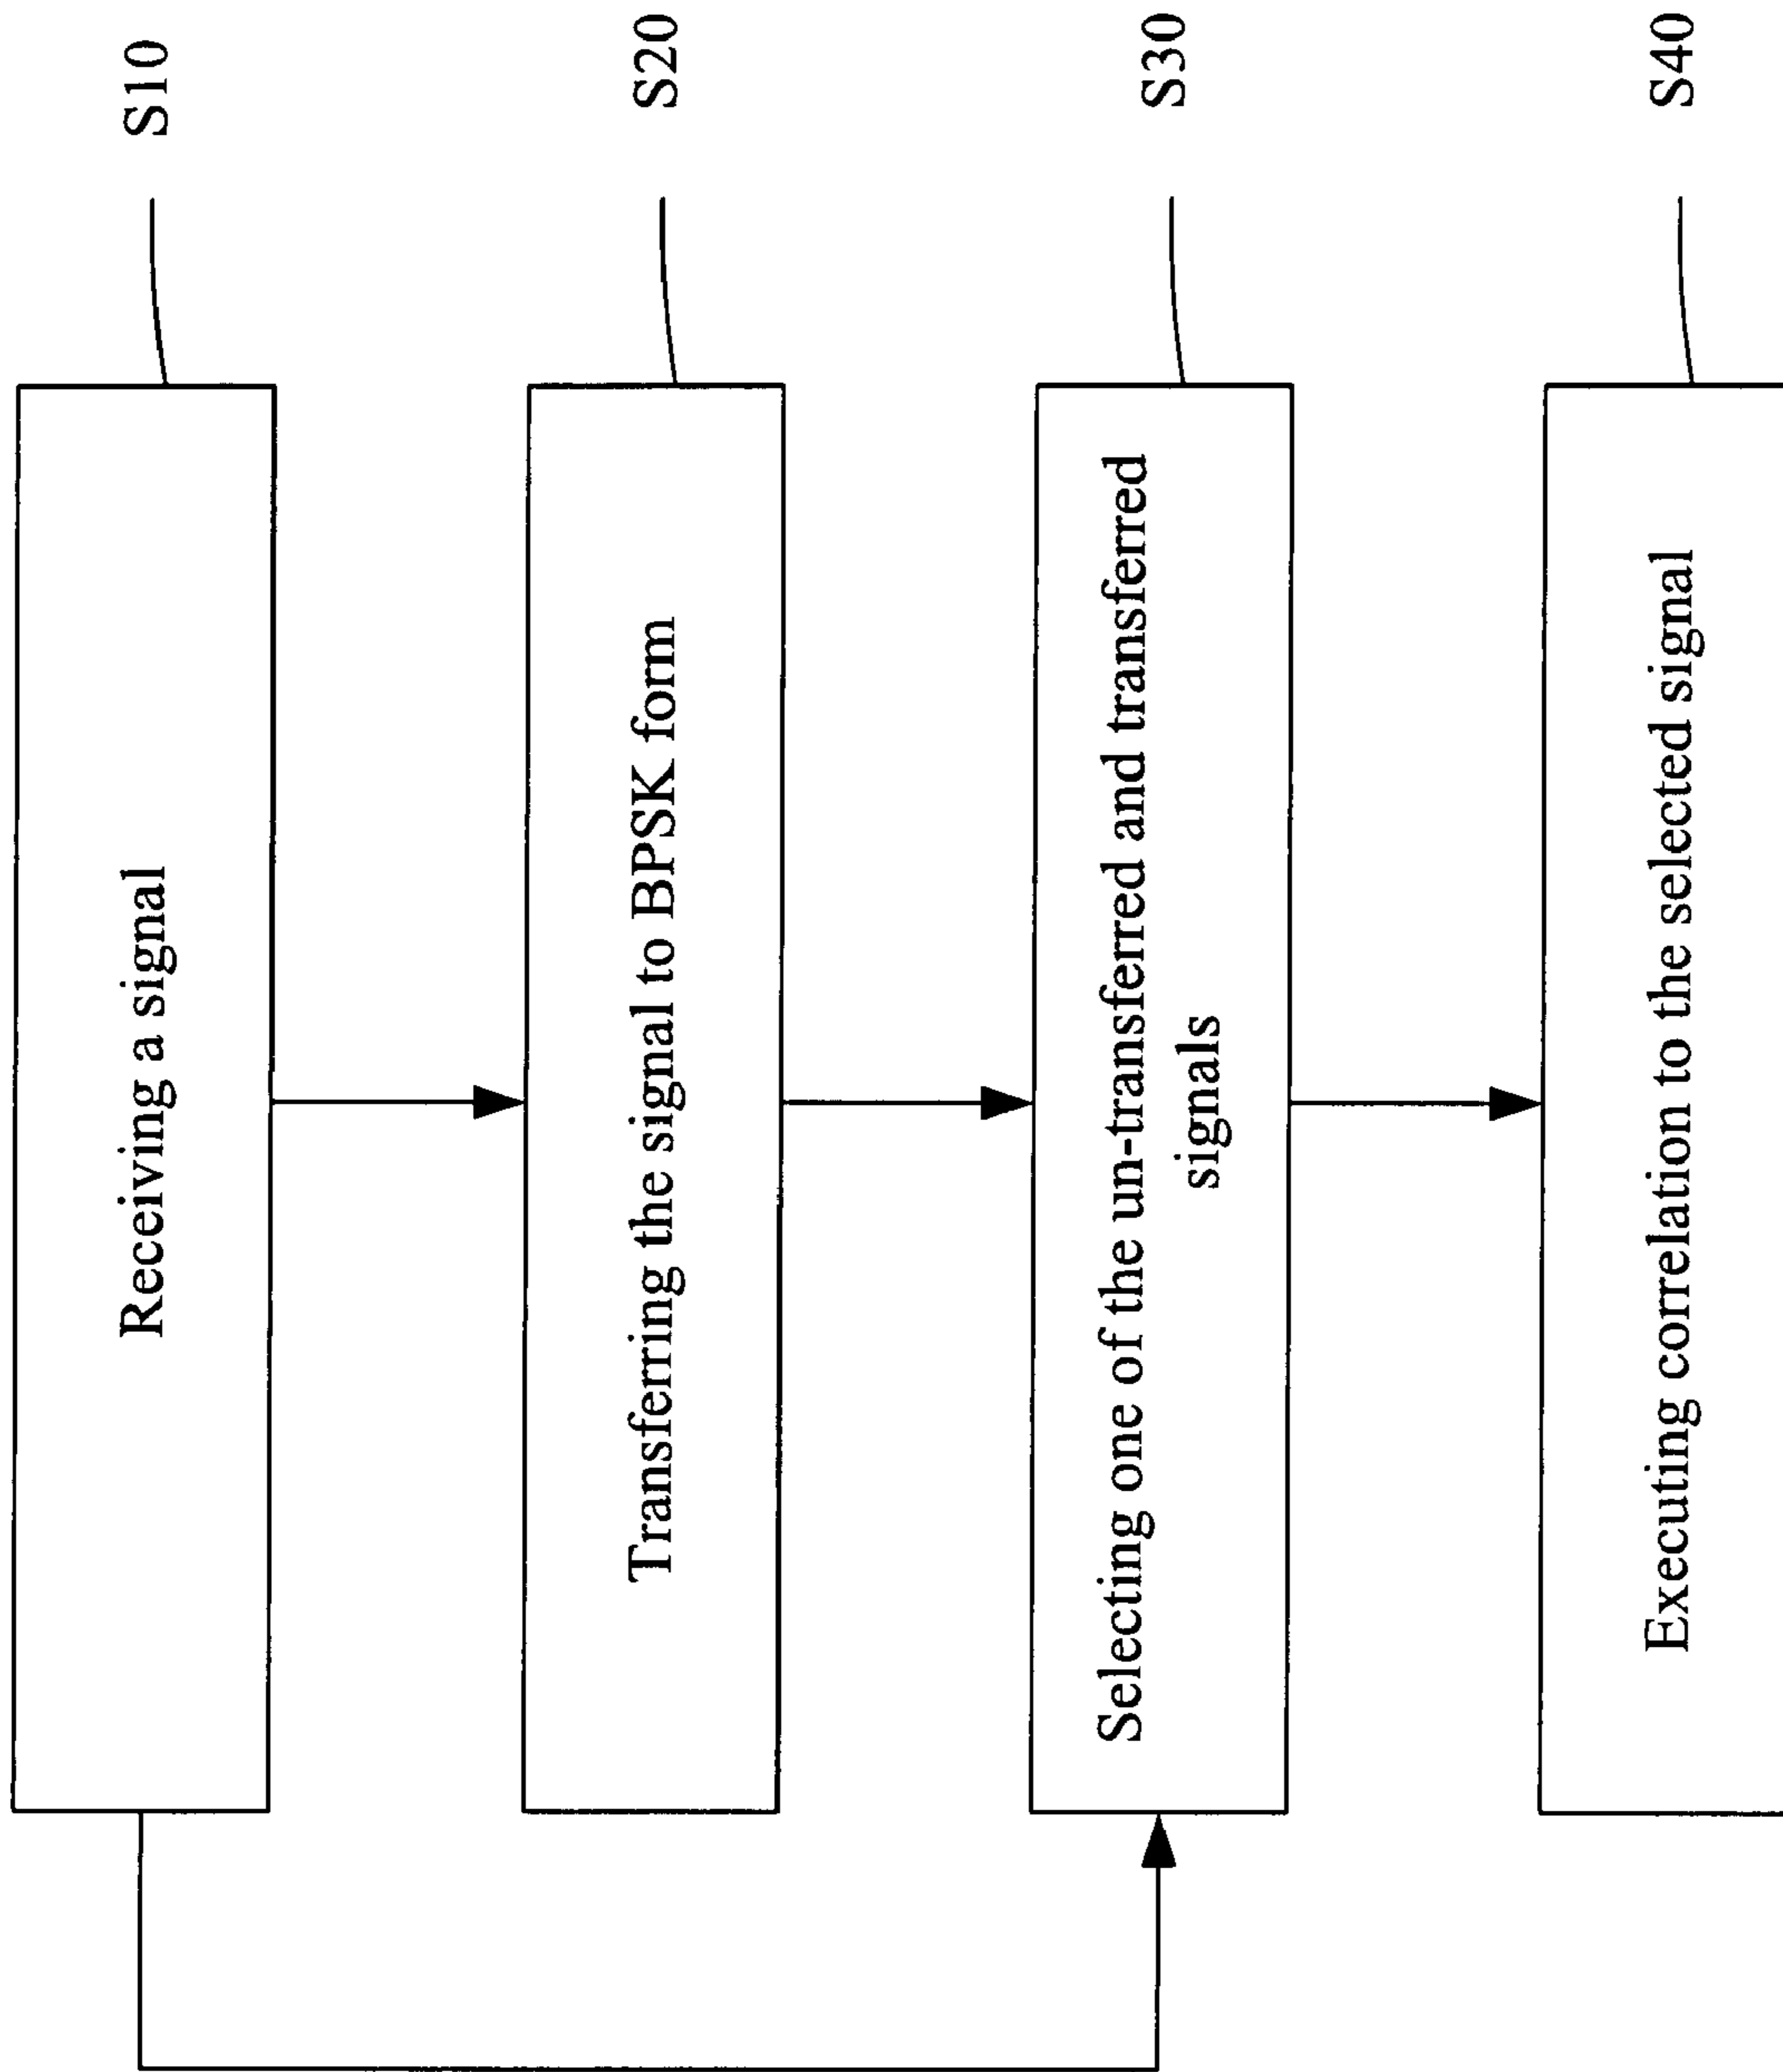 Receiving a signal
S10
Transferring the signal to BPSK form
S20
Selecting one of the un-transferred and transferred
signals
S30
Executing correlation to the selected signal
S40